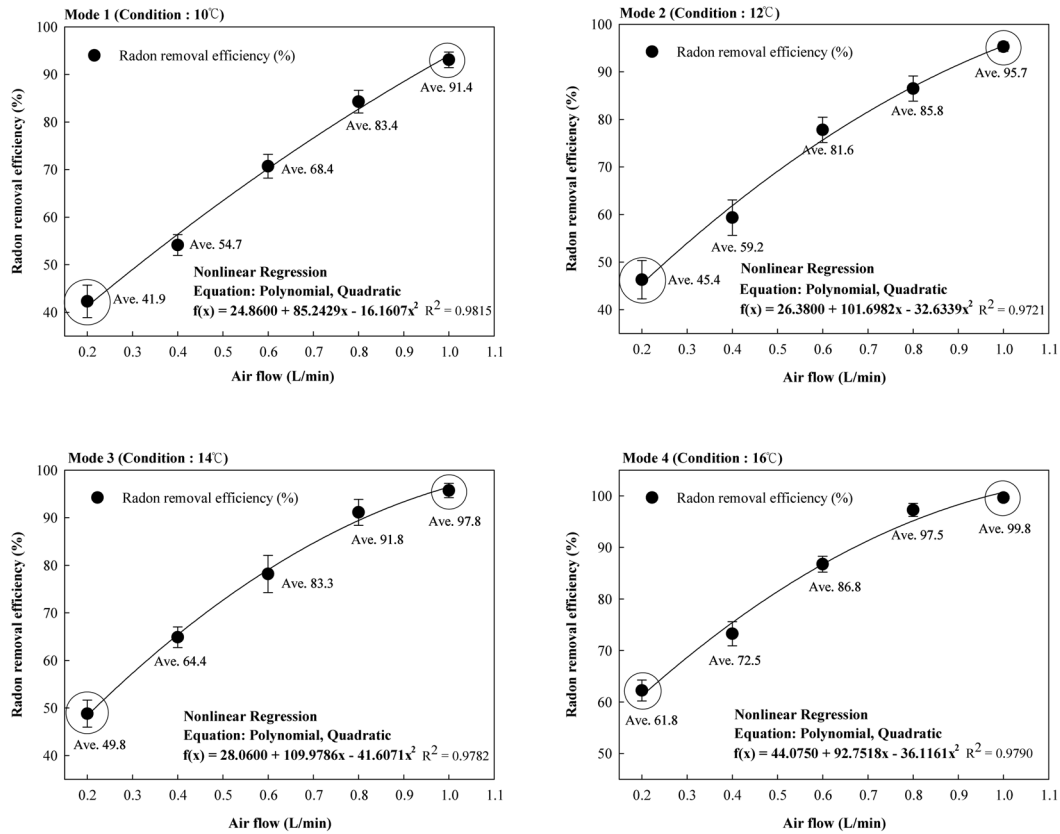 Mode 1 (Condition : 10℃)
Radon removal efficiency (%)
100
90
80
70
60
50
40
Radon removal efficiency (%)
Ave. 91.4
Ave. 83.4
Ave. 68.4
Ave. 54.7
Ave. 41.9
Nonlinear Regression
Equation: Polynomial, Quadratic
f(x) = 24.8600 + 85.2429x - 16.1607x² R² = 0.9815
0.2 0.3 0.4 0.5 0.6 0.7 0.8 0.9 1.0 1.1
Air flow (L/min)
Mode 2 (Condition : 12℃)
Radon removal efficiency (%)
100
90
80
70
60
50
40
Radon removal efficiency (%)
Ave. 95.7
Ave. 85.8
Ave. 81.6
Ave. 59.2
Ave. 45.4
Nonlinear Regression
Equation: Polynomial, Quadratic
f(x) = 26.3800 + 101.6982x - 32.6339x² R² = 0.9721
0.2 0.3 0.4 0.5 0.6 0.7 0.8 0.9 1.0 1.1
Air flow (L/min)
Mode 3 (Condition : 14℃)
Radon removal efficiency (%)
100
90
80
70
60
50
40
Radon removal efficiency (%)
Ave. 97.8
Ave. 91.8
Ave. 83.3
Ave. 64.4
Ave. 49.8
Nonlinear Regression
Equation: Polynomial, Quadratic
f(x) = 28.0600 + 109.9786x - 41.6071x² R² = 0.9782
0.2 0.3 0.4 0.5 0.6 0.7 0.8 0.9 1.0 1.1
Air flow (L/min)
Mode 4 (Condition : 16℃)
Radon removal efficiency (%)
100
90
80
70
60
50
Radon removal efficiency (%)
Ave. 99.8
Ave. 97.5
Ave. 86.8
Ave. 72.5
Ave. 61.8
Nonlinear Regression
Equation: Polynomial, Quadratic
f(x) = 44.0750 + 92.7518x - 36.1161x² R² = 0.9790
0.2 0.3 0.4 0.5 0.6 0.7 0.8 0.9 1.0 1.1
Air flow (L/min)